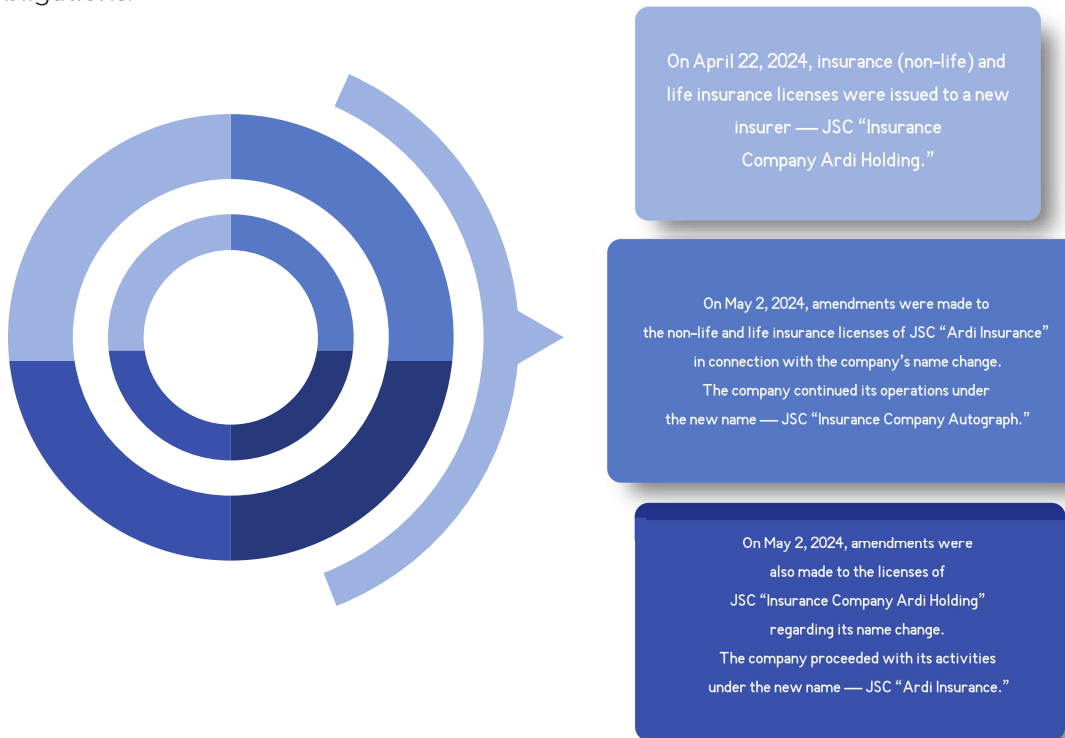 On April 22, 2024, insurance (non-life) and
life insurance licenses were issued to a new
insurer — JSC “Insurance
Company Ardi Holding.”
On May 2, 2024, amendments were made to
the non-life and life insurance licenses of JSC “Ardi Insurance”
in connection with the company’s name change.
The company continued its operations under
the new name — JSC “Insurance Company Autograph.”
On May 2, 2024, amendments were
also made to the licenses of
JSC “Insurance Company Ardi Holding”
regarding its name change.
The company proceeded with its activities
under the new name — JSC “Ardi Insurance.”